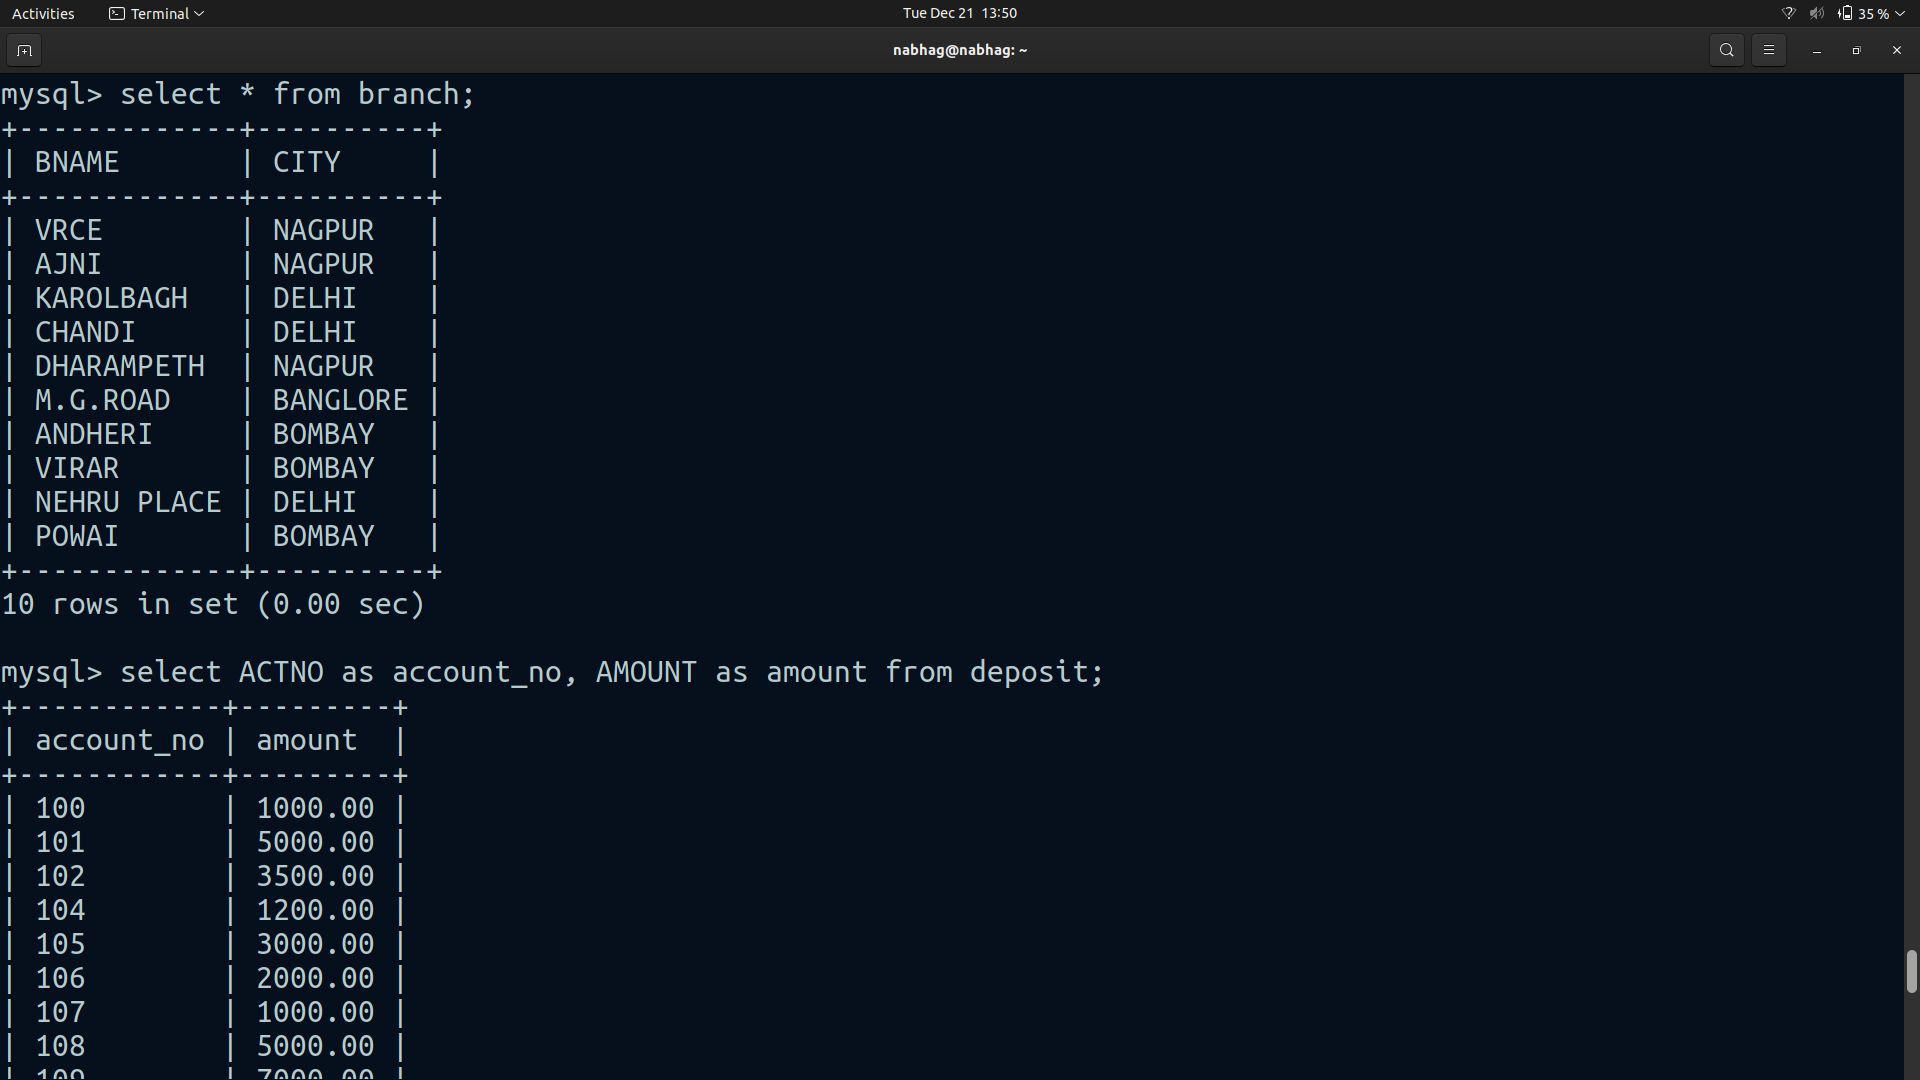 Activities Terminal Tue Dec 21 13:50 35 %
nabhag@nabhag: ~
mysql> select * from branch;
+-------------+----------+
| BNAME       | CITY     |
+-------------+----------+
| VRCE        | NAGPUR   |
| AJNI        | NAGPUR   |
| KAROLBAGH   | DELHI    |
| CHANDI      | DELHI    |
| DHARAMPETH  | NAGPUR   |
| M.G.ROAD    | BANGLORE |
| ANDHERI     | BOMBAY   |
| VIRAR       | BOMBAY   |
| NEHRU PLACE | DELHI    |
| POWAI       | BOMBAY   |
+-------------+----------+
10 rows in set (0.00 sec)
mysql> select ACTNO as account_no, AMOUNT as amount from deposit;
+------------+---------+
| account_no | amount  |
+------------+---------+
| 100        | 1000.00 |
| 101        | 5000.00 |
| 102        | 3500.00 |
| 104        | 1200.00 |
| 105        | 3000.00 |
| 106        | 2000.00 |
| 107        | 1000.00 |
| 108        | 5000.00 |
| 109        | 7000.00 |